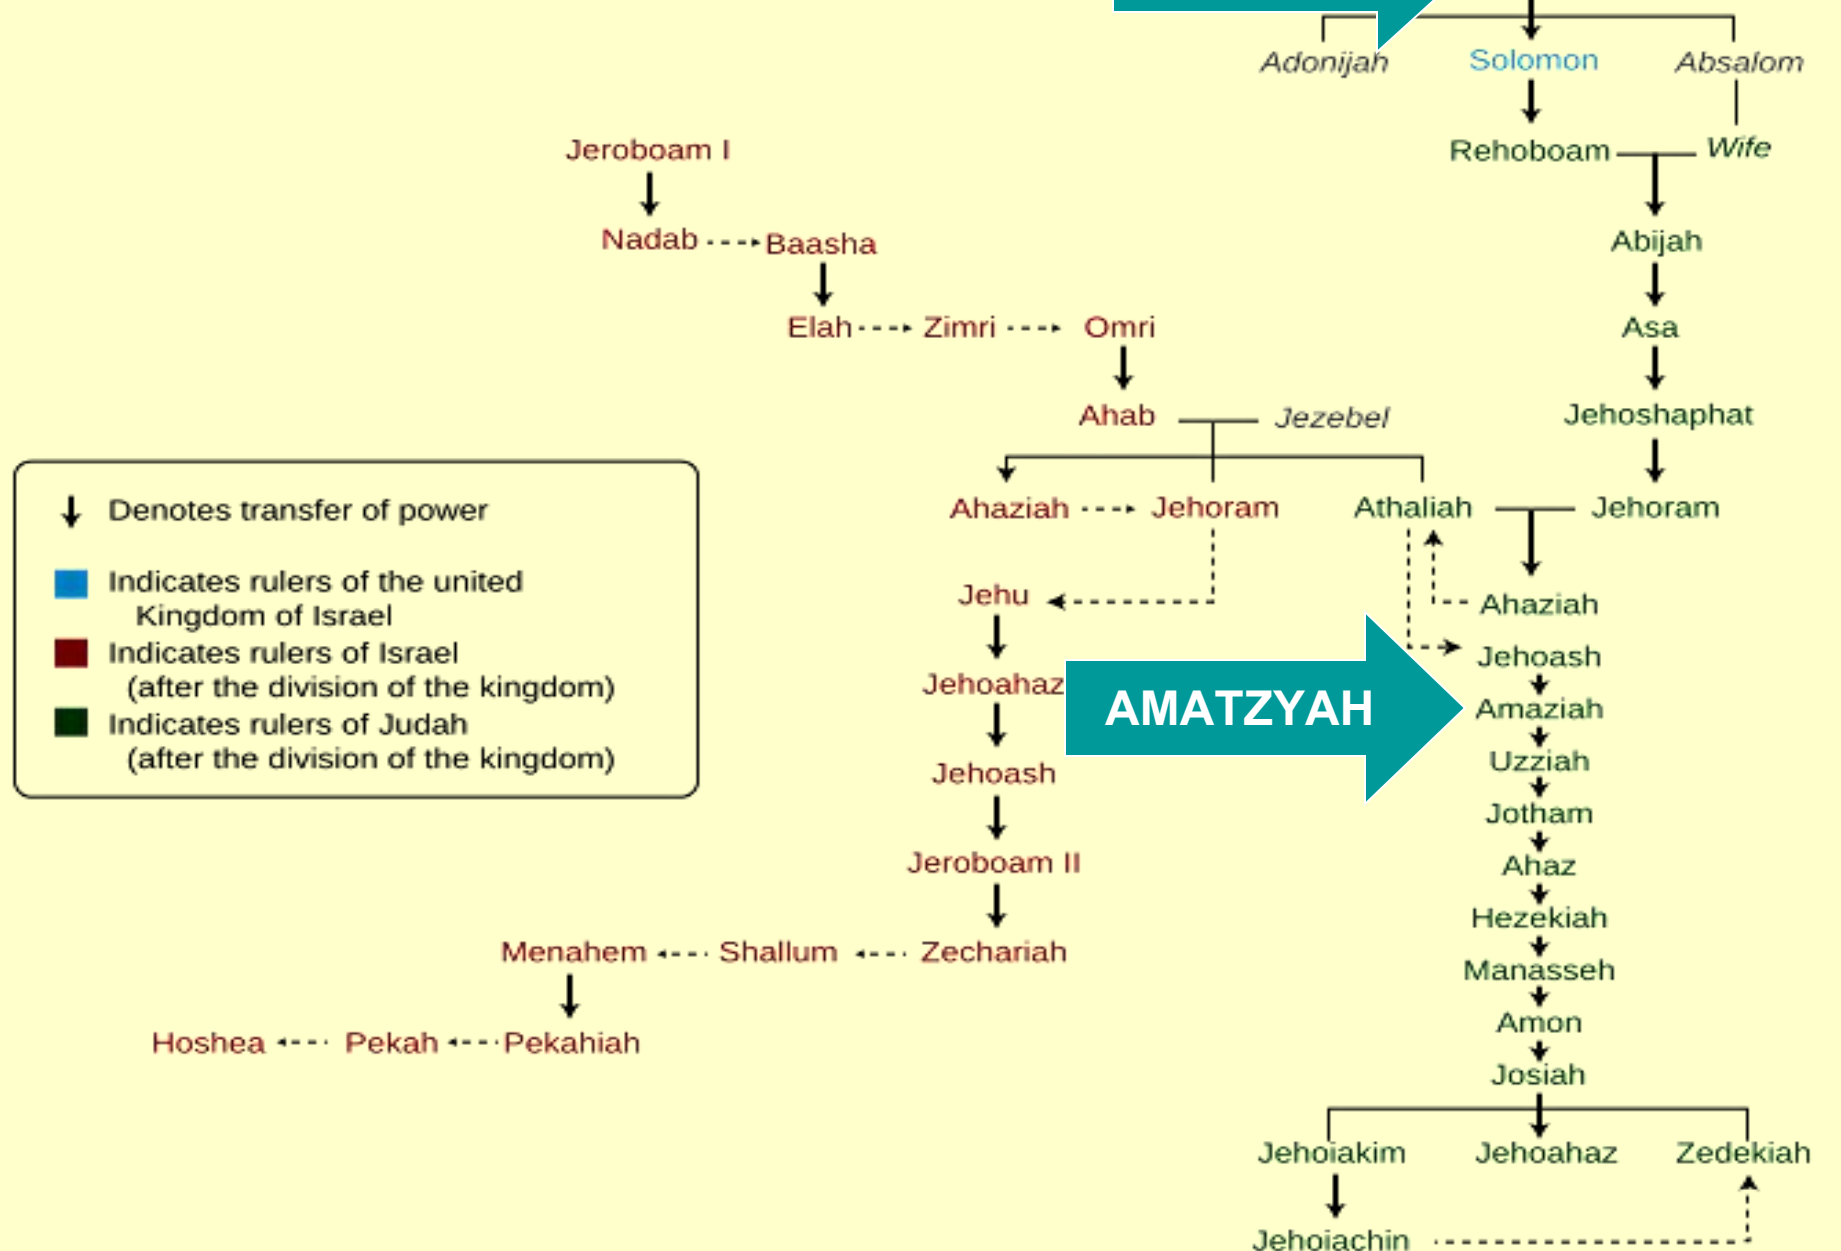 Adonijah Solomon Absalom
Jeroboam I Rehoboam Wife
Nadab Baasha Abijah
Elah Zimri Omri Asa
Ahab Jezebel Jehoshaphat
Ahaziah Jehoram Athaliah Jehoram
Denotes transfer of power
Indicates rulers of the united
Kingdom of Israel
Indicates rulers of Israel
(after the division of the kingdom)
Indicates rulers of Judah
(after the division of the kingdom)
Jehu Ahaziah
Jehoash
Jehoahaz AMATZYAH Amaziah
Uzziah
Jehoash
Jotham
Jeroboam II Ahaz
Hezekiah
Menahem Shallum Zechariah Manasseh
Amon
Hoshea Pekah Pekahiah
Josiah
Jehoiakim Jehoahaz Zedekiah
Jehoiachin